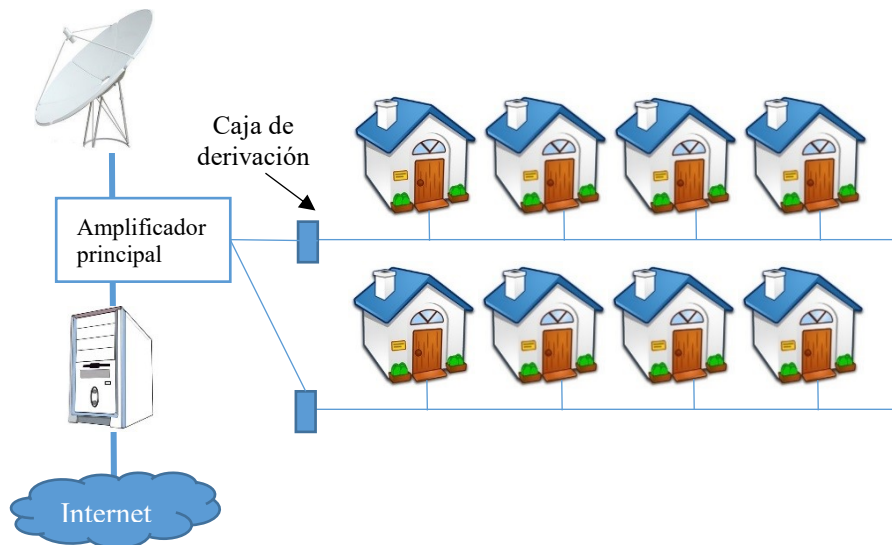 Caja de
derivación
Amplificador
principal
Internet